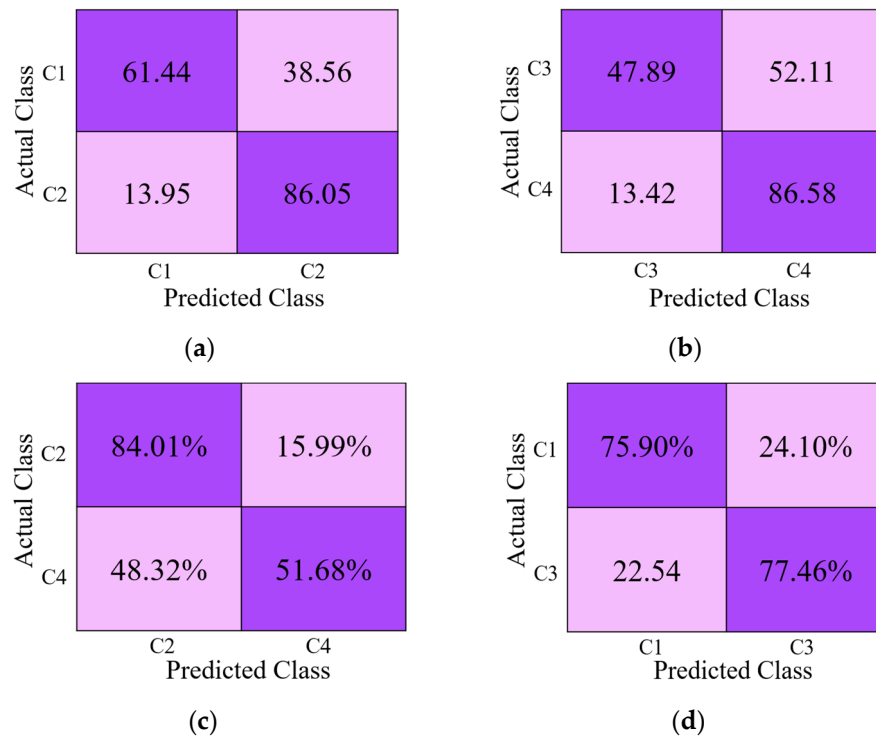 Actual Class
C1
61.44
38.56
C2
13.95
86.05
C1
C2
Predicted Class
(a)
Actual Class
C3
47.89
52.11
C4
13.42
86.58
C3
C4
Predicted Class
(b)
Actual Class
C2
84.01%
15.99%
C4
48.32%
51.68%
C2
C4
Predicted Class
(c)
Actual Class
C1
75.90%
24.10%
C3
22.54
77.46%
C1
C3
Predicted Class
(d)